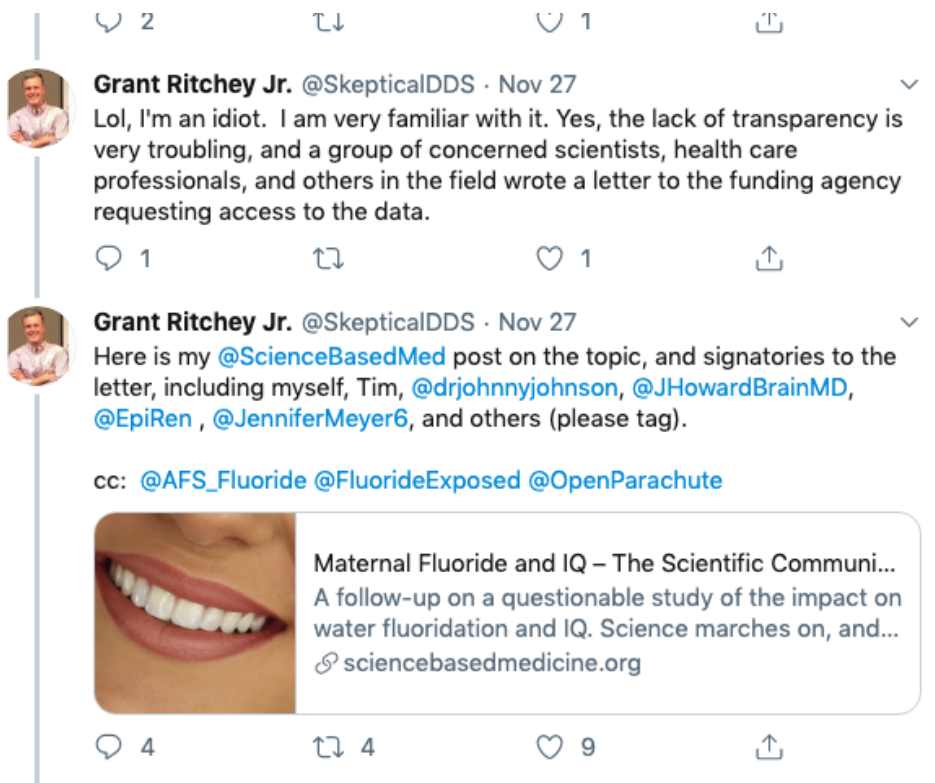 2 1
Grant Ritchey Jr. @SkepticalDDS · Nov 27
Lol, I'm an idiot.  I am very familiar with it. Yes, the lack of transparency is
very troubling, and a group of concerned scientists, health care
professionals, and others in the field wrote a letter to the funding agency
requesting access to the data.
1 1
Grant Ritchey Jr. @SkepticalDDS · Nov 27
Here is my @ScienceBasedMed post on the topic, and signatories to the
letter, including myself, Tim, @drjohnnyjohnson, @JHowardBrainMD,
@EpiRen , @JenniferMeyer6, and others (please tag).
cc:  @AFS_Fluoride @FluorideExposed @OpenParachute
Maternal Fluoride and IQ – The Scientific Communi...
A follow-up on a questionable study of the impact on
water fluoridation and IQ. Science marches on, and...
sciencebasedmedicine.org
4 4 9